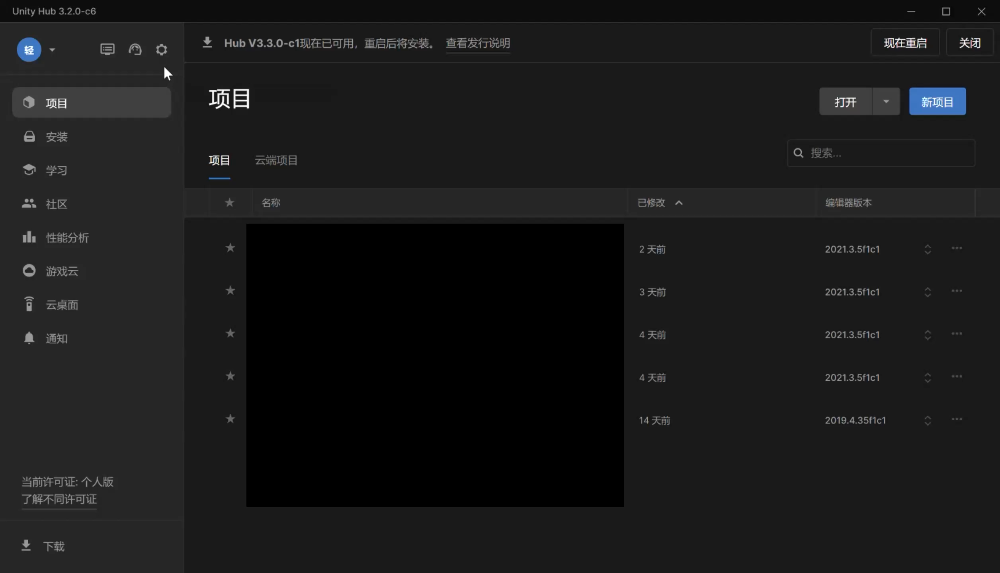 Unity Hub 3.2.0-c6
轻
Hub V3.3.0-c1现在已可用，重启后将安装。 查看发行说明
现在重启
关闭
项目
安装
学习
社区
性能分析
游戏云
云桌面
通知
当前许可证: 个人版
了解不同许可证
下载
项目
打开
新项目
项目 云端项目
搜索...
名称 已修改 编辑器版本
2 天前 2021.3.5f1c1
3 天前 2021.3.5f1c1
4 天前 2021.3.5f1c1
4 天前 2021.3.5f1c1
14 天前 2019.4.35f1c1